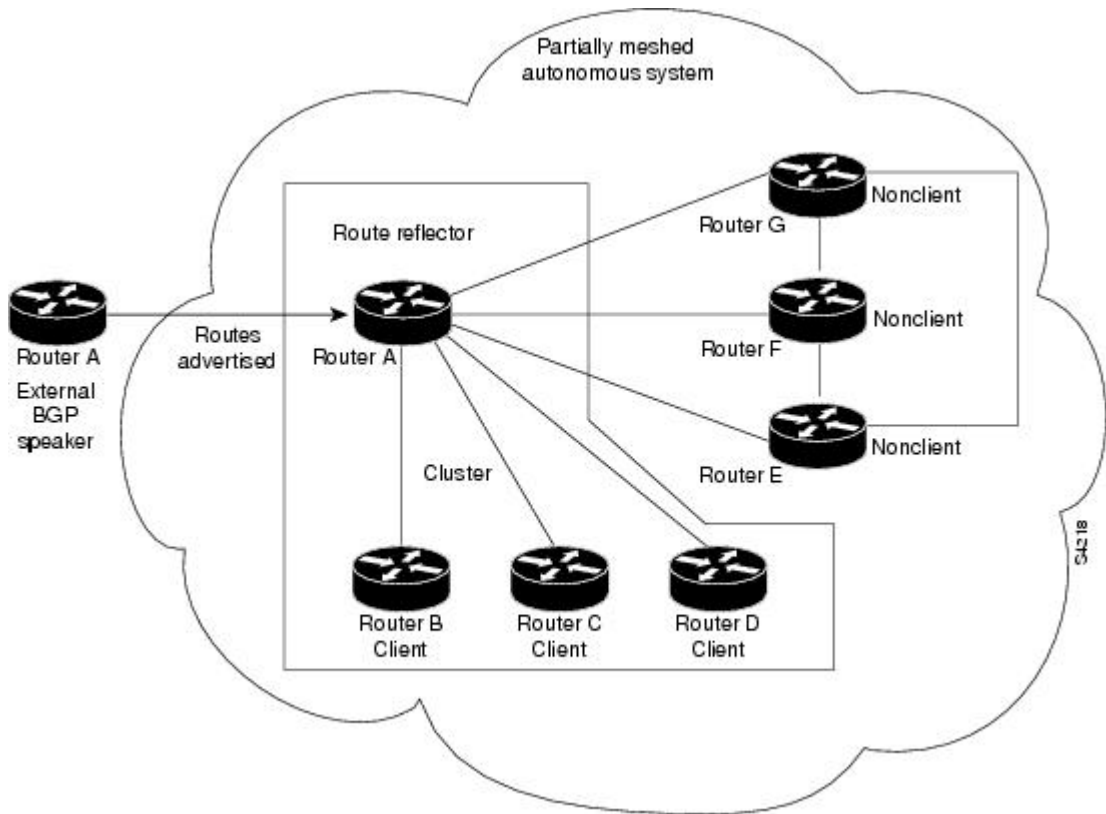 Partially meshed
autonomous system
Nonclient
Router G
Route reflector
Nonclient
Router F
Routes
advertised
Router A
Router A
External
BGP
speaker
Nonclient
Router E
Cluster
S4218
Router B
Client
Router C
Client
Router D
Client